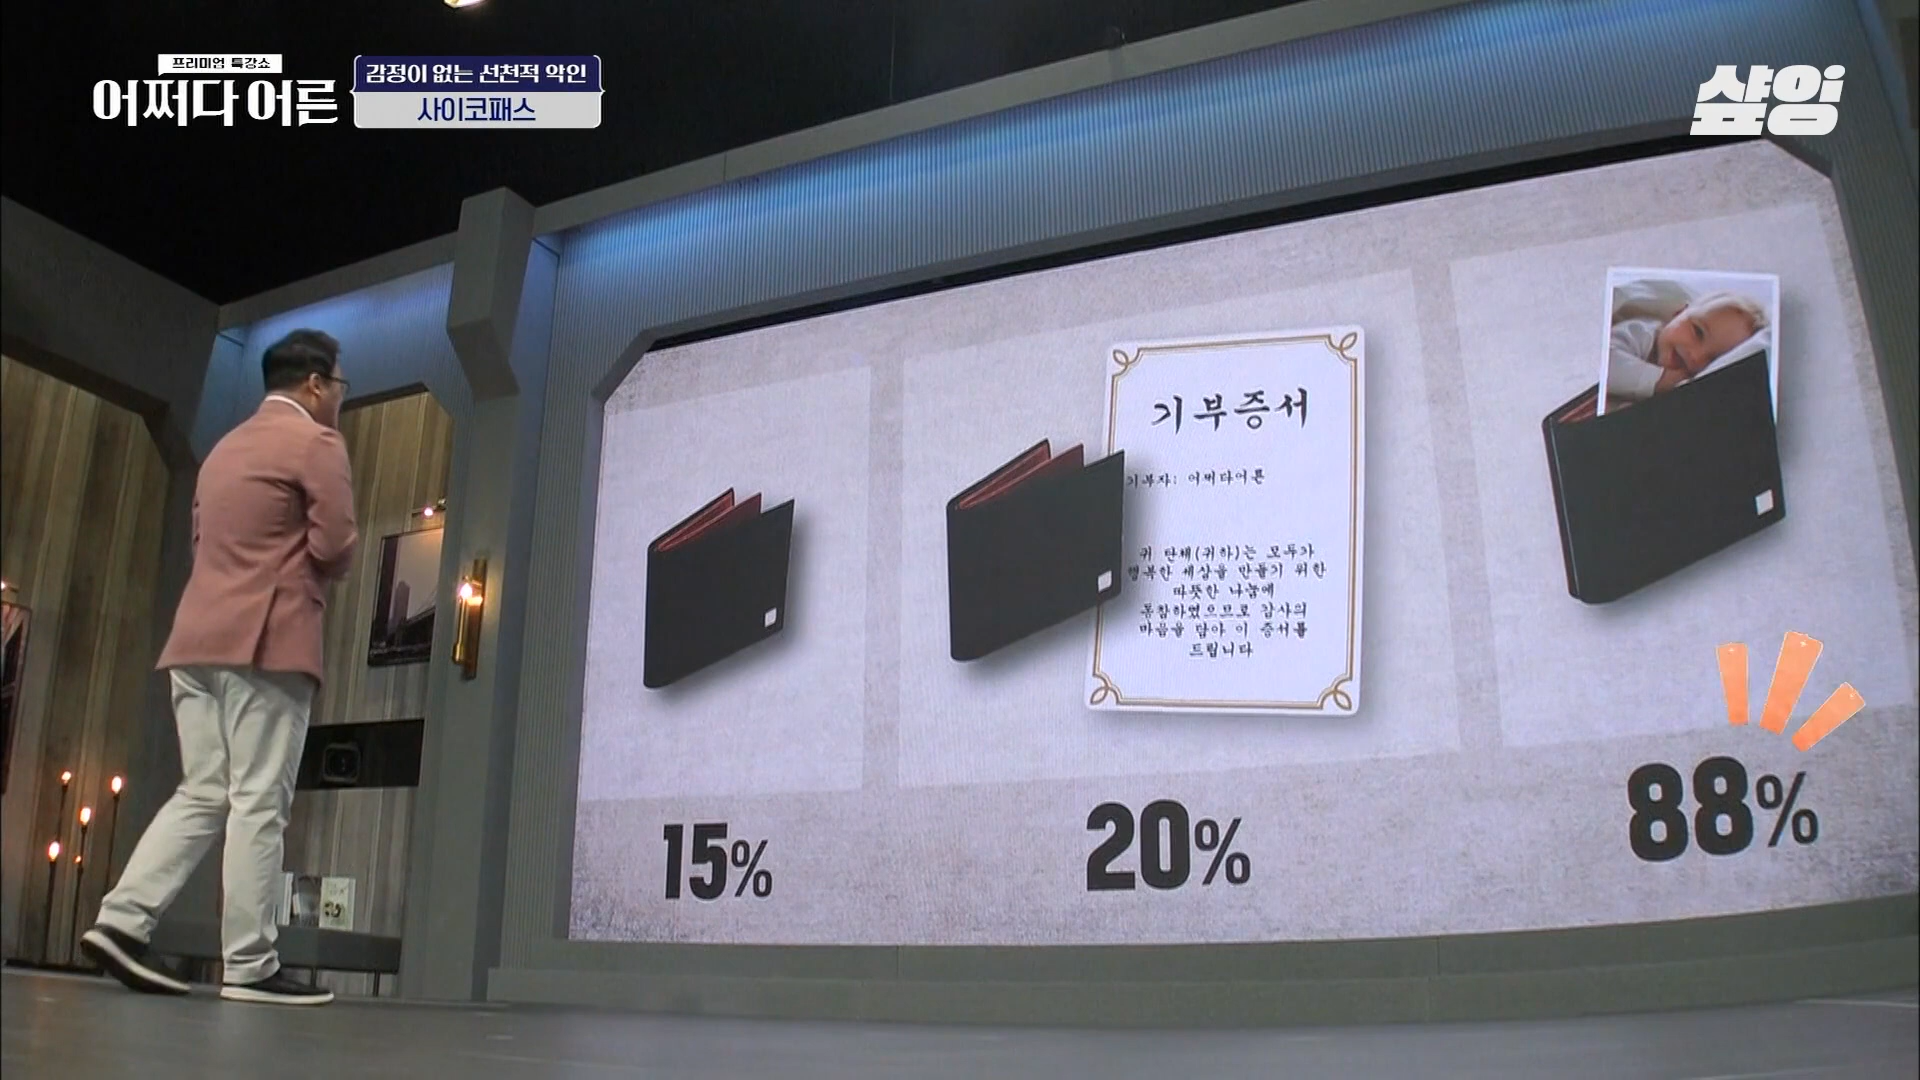 프리미엄 특강쇼
어쩌다 어른
감정이 없는 선천적 악인
사이코패스
샾잉
기부증서
기부자: 어쩌다어른
귀 단체(귀하)는 모두가
행복한 세상을 만들기 위한
따뜻한 나눔에
동참하였으므로 감사의
마음을 담아 이 증서를
드립니다
15%
20%
88%